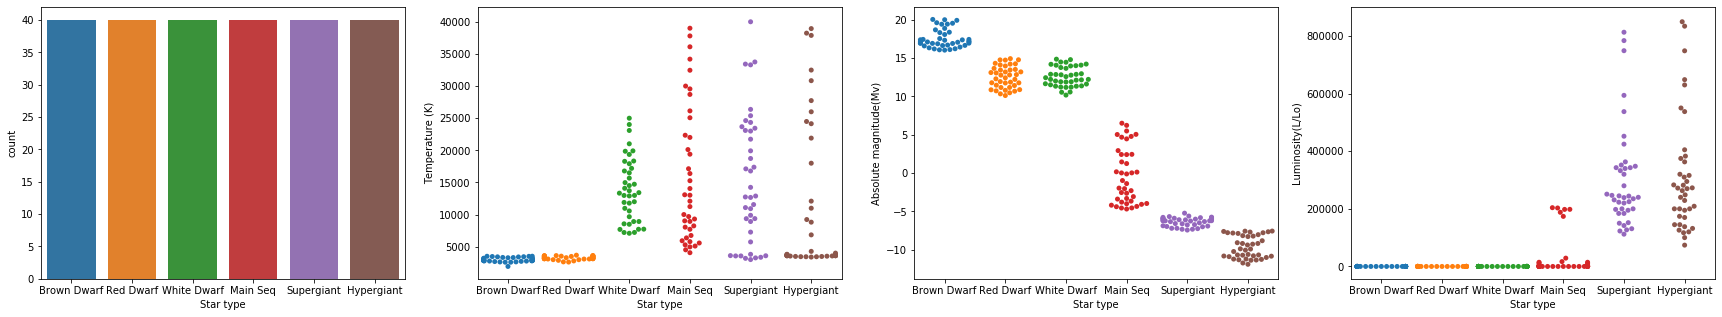 40
35
30
25
20
15
10
5
0
count
Brown Dwarf Red Dwarf White Dwarf Main Seq Supergiant Hypergiant
Star type
40000
35000
30000
25000
20000
15000
10000
5000
Temperature (K)
Brown Dwarf Red Dwarf White Dwarf Main Seq Supergiant Hypergiant
Star type
20
15
10
5
0
−5
−10
Absolute magnitude(Mv)
Brown Dwarf Red Dwarf White Dwarf Main Seq Supergiant Hypergiant
Star type
800000
600000
400000
200000
0
Luminosity(L/Lo)
Brown Dwarf Red Dwarf White Dwarf Main Seq Supergiant Hypergiant
Star type